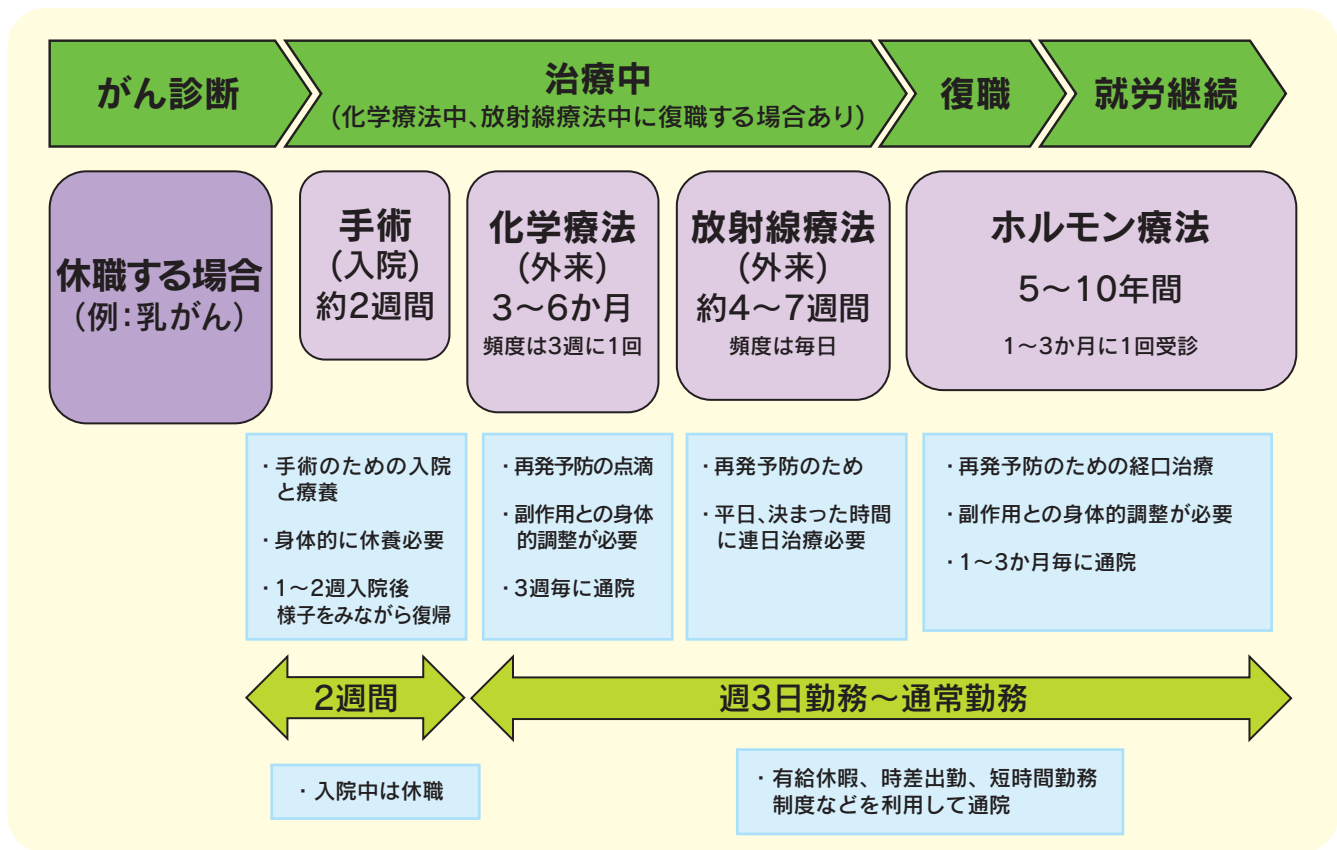 がん診断
治療中
(化学療法中、放射線療法中に復職する場合あり)
復職
就労継続
休職する場合
(例：乳がん)
手術
(入院)
約2週間
化学療法
(外来)
3～6か月
頻度は3週に1回
放射線療法
(外来)
約4～7週間
頻度は毎日
ホルモン療法
5～10年間
1～3か月に1回受診
・手術のための入院
と療養
・身体的に休養必要
・1～2週入院後
様子をみながら復帰
・再発予防の点滴
・副作用との身体
的調整が必要
・3週毎に通院
・再発予防のため
・平日、決まった時間
に連日治療必要
・再発予防のための経口治療
・副作用との身体的調整が必要
・1～3か月毎に通院
2週間
週3日勤務～通常勤務
・入院中は休職
・有給休暇、時差出勤、短時間勤務
制度などを利用して通院